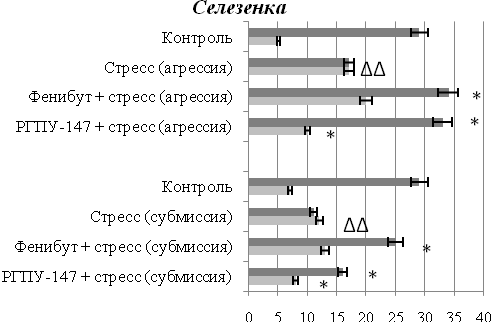 Селезенка
Контроль
Стресс (агрессия) ΔΔ
Фенибут + стресс (агрессия) *
РГПУ-147 + стресс (агрессия) * *
Контроль
Стресс (субмиссия) ΔΔ
Фенибут + стресс (субмиссия) *
РГПУ-147 + стресс (субмиссия) * *
0 5 10 15 20 25 30 35 40